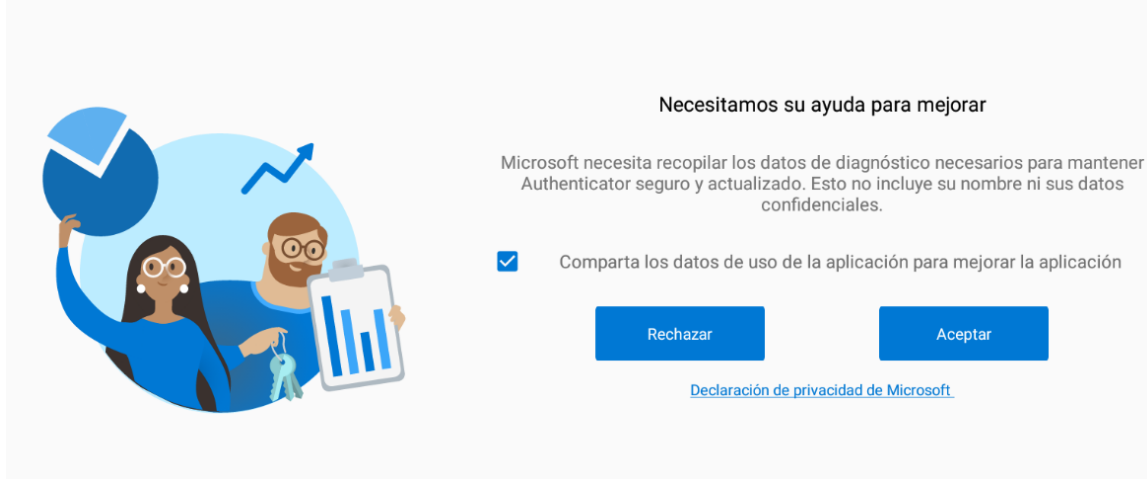 Necesitamos su ayuda para mejorar
Microsoft necesita recopilar los datos de diagnóstico necesarios para mantener
Authenticator seguro y actualizado. Esto no incluye su nombre ni sus datos
confidenciales.
Comparta los datos de uso de la aplicación para mejorar la aplicación
Rechazar
Aceptar
Declaración de privacidad de Microsoft